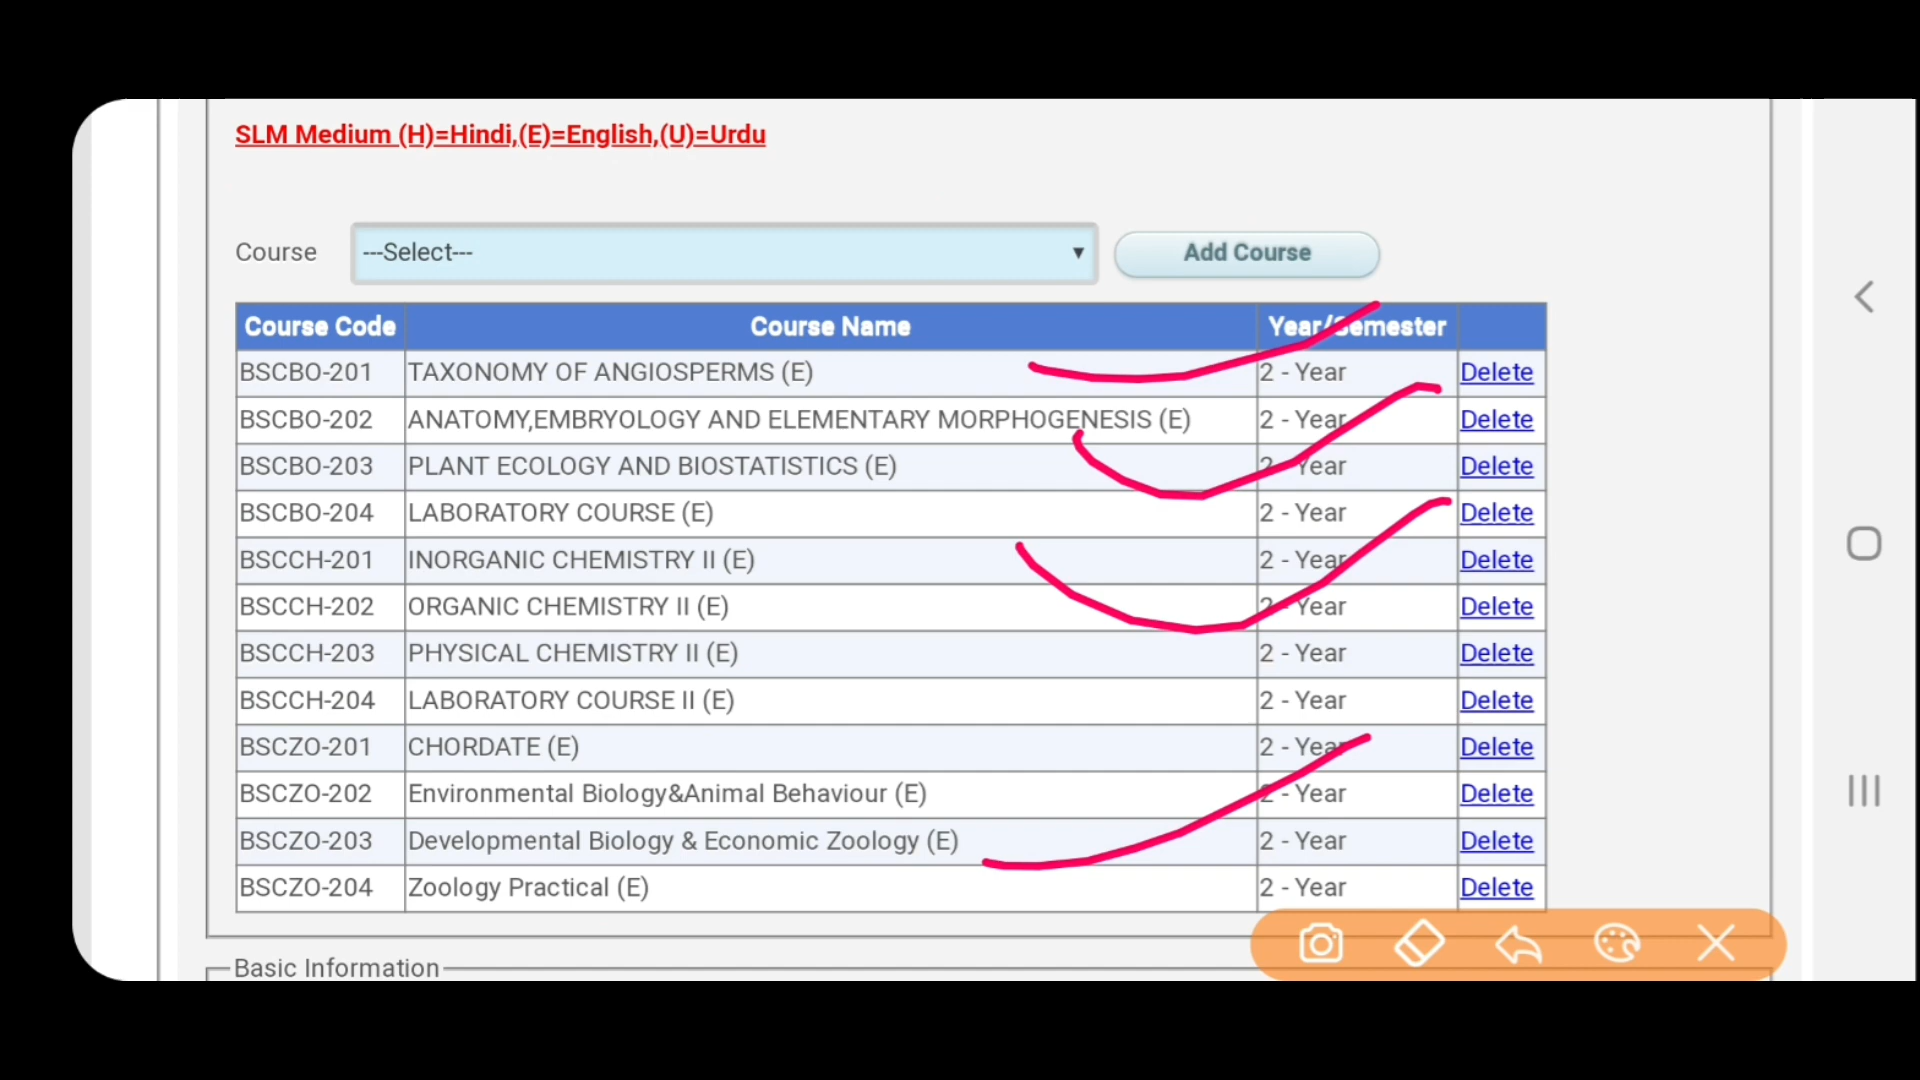 SLM Medium (H)=Hindi,(E)=English,(U)=Urdu
Course ---Select--- Add Course
Course Code Course Name Year/Semester
BSCBO-201 TAXONOMY OF ANGIOSPERMS (E) 2 - Year Delete
BSCBO-202 ANATOMY,EMBRYOLOGY AND ELEMENTARY MORPHOGENESIS (E) 2 - Year Delete
BSCBO-203 PLANT ECOLOGY AND BIOSTATISTICS (E) 2 - Year Delete
BSCBO-204 LABORATORY COURSE (E) 2 - Year Delete
BSCCH-201 INORGANIC CHEMISTRY II (E) 2 - Year Delete
BSCCH-202 ORGANIC CHEMISTRY II (E) 2 - Year Delete
BSCCH-203 PHYSICAL CHEMISTRY II (E) 2 - Year Delete
BSCCH-204 LABORATORY COURSE II (E) 2 - Year Delete
BSCZO-201 CHORDATE (E) 2 - Year Delete
BSCZO-202 Environmental Biology&Animal Behaviour (E) 2 - Year Delete
BSCZO-203 Developmental Biology & Economic Zoology (E) 2 - Year Delete
BSCZO-204 Zoology Practical (E) 2 - Year Delete
Basic Information